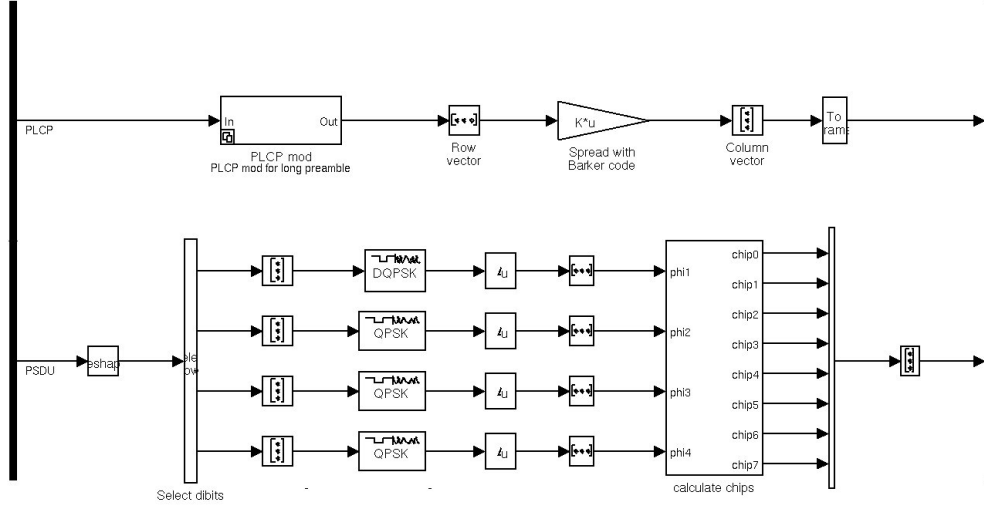 PLCP
In
Out
PLCP mod
PLCP mod for long preamble
Row
vector
K*u
Spread with
Barker code
Column
vector
To
rame
PSDU
eshap
ele
ow
Select dibits
DQPSK
QPSK
QPSK
QPSK
∠u
∠u
∠u
∠u
phi1
phi2
phi3
phi4
chip0
chip1
chip2
chip3
chip4
chip5
chip6
chip7
calculate chips